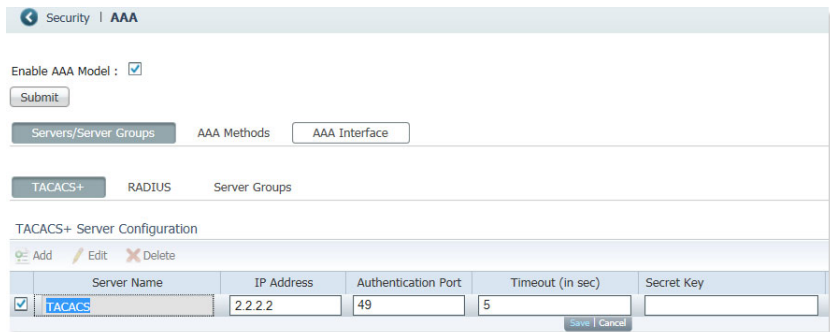 Security | AAA
Enable AAA Model :
Submit
Servers/Server Groups AAA Methods AAA Interface
TACACS+ RADIUS Server Groups
TACACS+ Server Configuration
Add Edit Delete
Server Name IP Address Authentication Port Timeout (in sec) Secret Key
TACACS 2.2.2.2 49 5
Save | Cancel